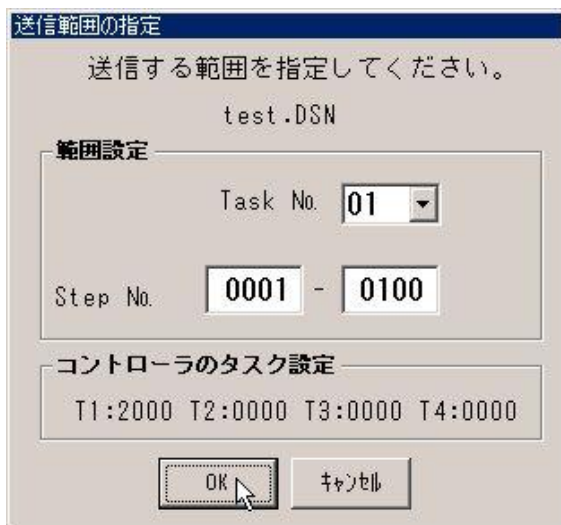 送信範囲の指定
送信する範囲を指定してください。
test.DSN
範囲設定
Task No. 01
Step No. 0001 - 0100
コントローラのタスク設定
T1:2000 T2:0000 T3:0000 T4:0000
OK ｷｬﾝｾﾙ